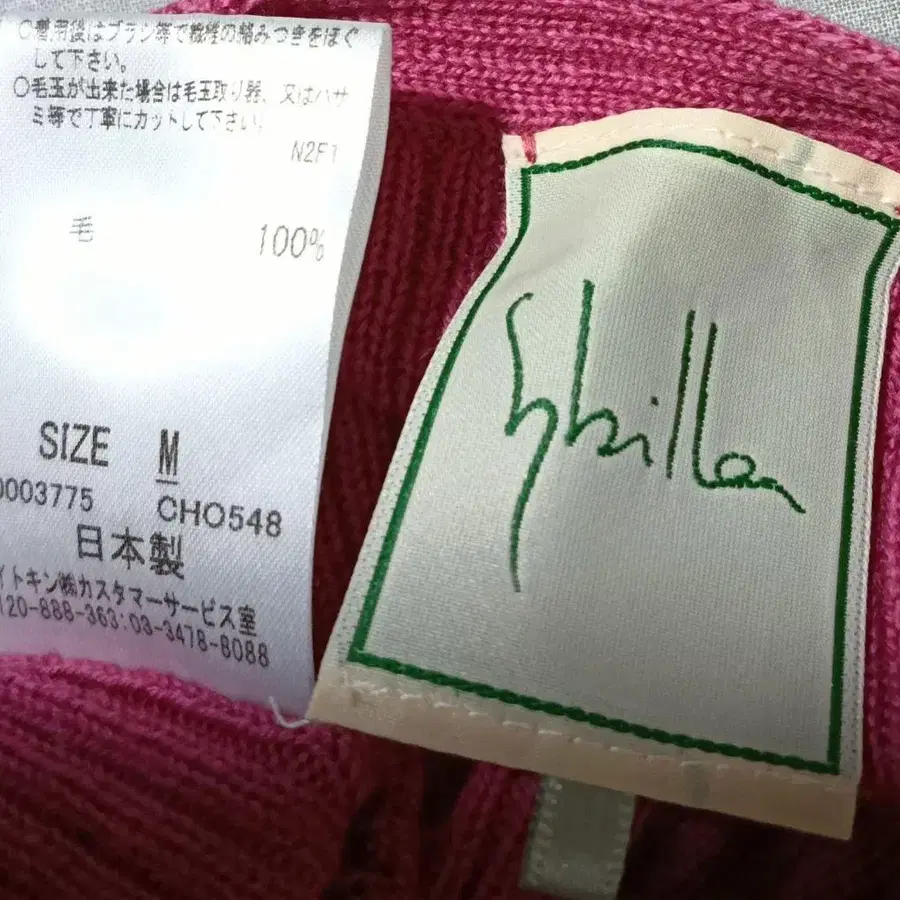 ○着用後はブラシ等で繊維の絡みつきをほぐ
して下さい。
○毛玉が出来た場合は毛玉取り器、又はハサ
ミ等で丁寧にカットして下さい。
N2F1
毛 100%
SIZE M
0003775 CHO548
日本製
イトキン㈱カスタマーサービス室
120-888-363:03-3478-8088
Sybilla